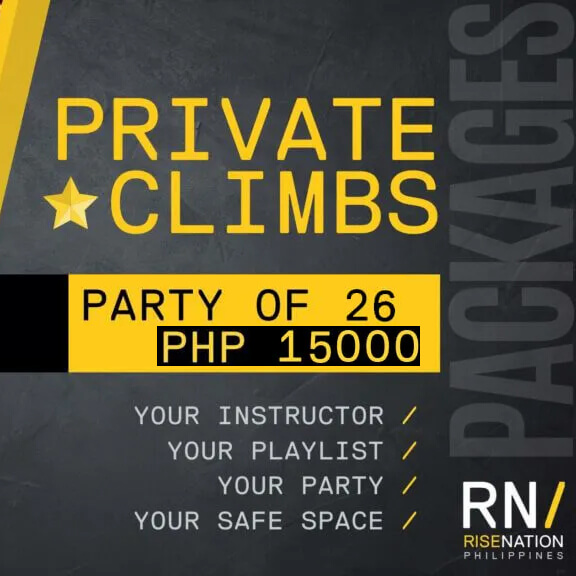 PRIVATE
CLIMBS
PARTY OF 26
PHP 15000
YOUR INSTRUCTOR /
YOUR PLAYLIST /
YOUR PARTY /
YOUR SAFE SPACE /
PACKAGES
RN/
RISENATION
PHILIPPINES